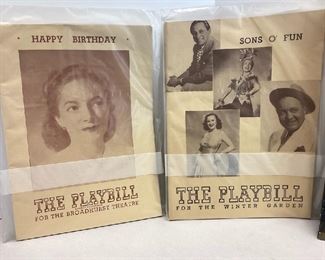 · HAPPY BIRTHDAY ·
THE PLAYBILL
FOR THE BROADHURST THEATRE
SONS O' FUN
THE PLAYBILL
FOR THE WINTER GARDEN